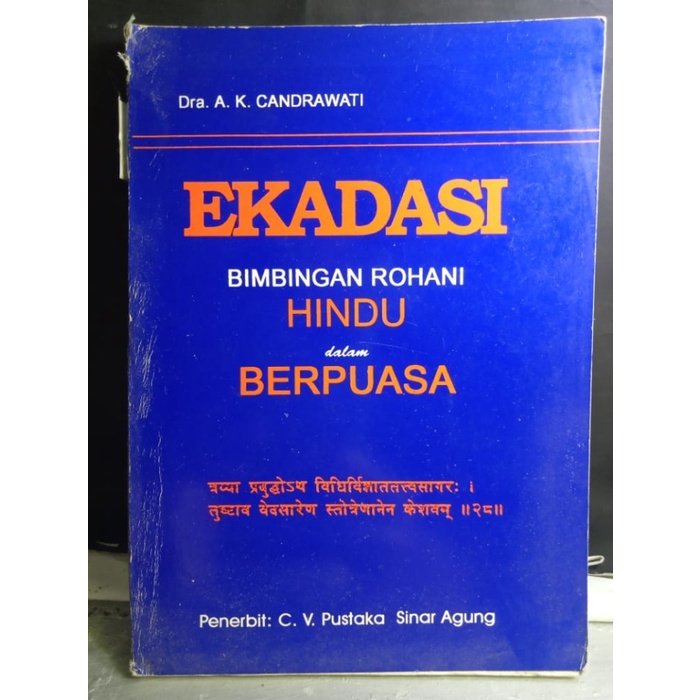 Dra. A. K. CANDRAWATI
EKADASI
BIMBINGAN ROHANI
HINDU
dalam
BERPUASA
त्रय्या प्रबुद्धोऽथ विधिर्विज्ञाततत्त्वसागरः ।
तुष्टाव वेदसारेण स्तोत्रेणानेन केशवम् ॥२८॥
Penerbit: C. V. Pustaka Sinar Agung